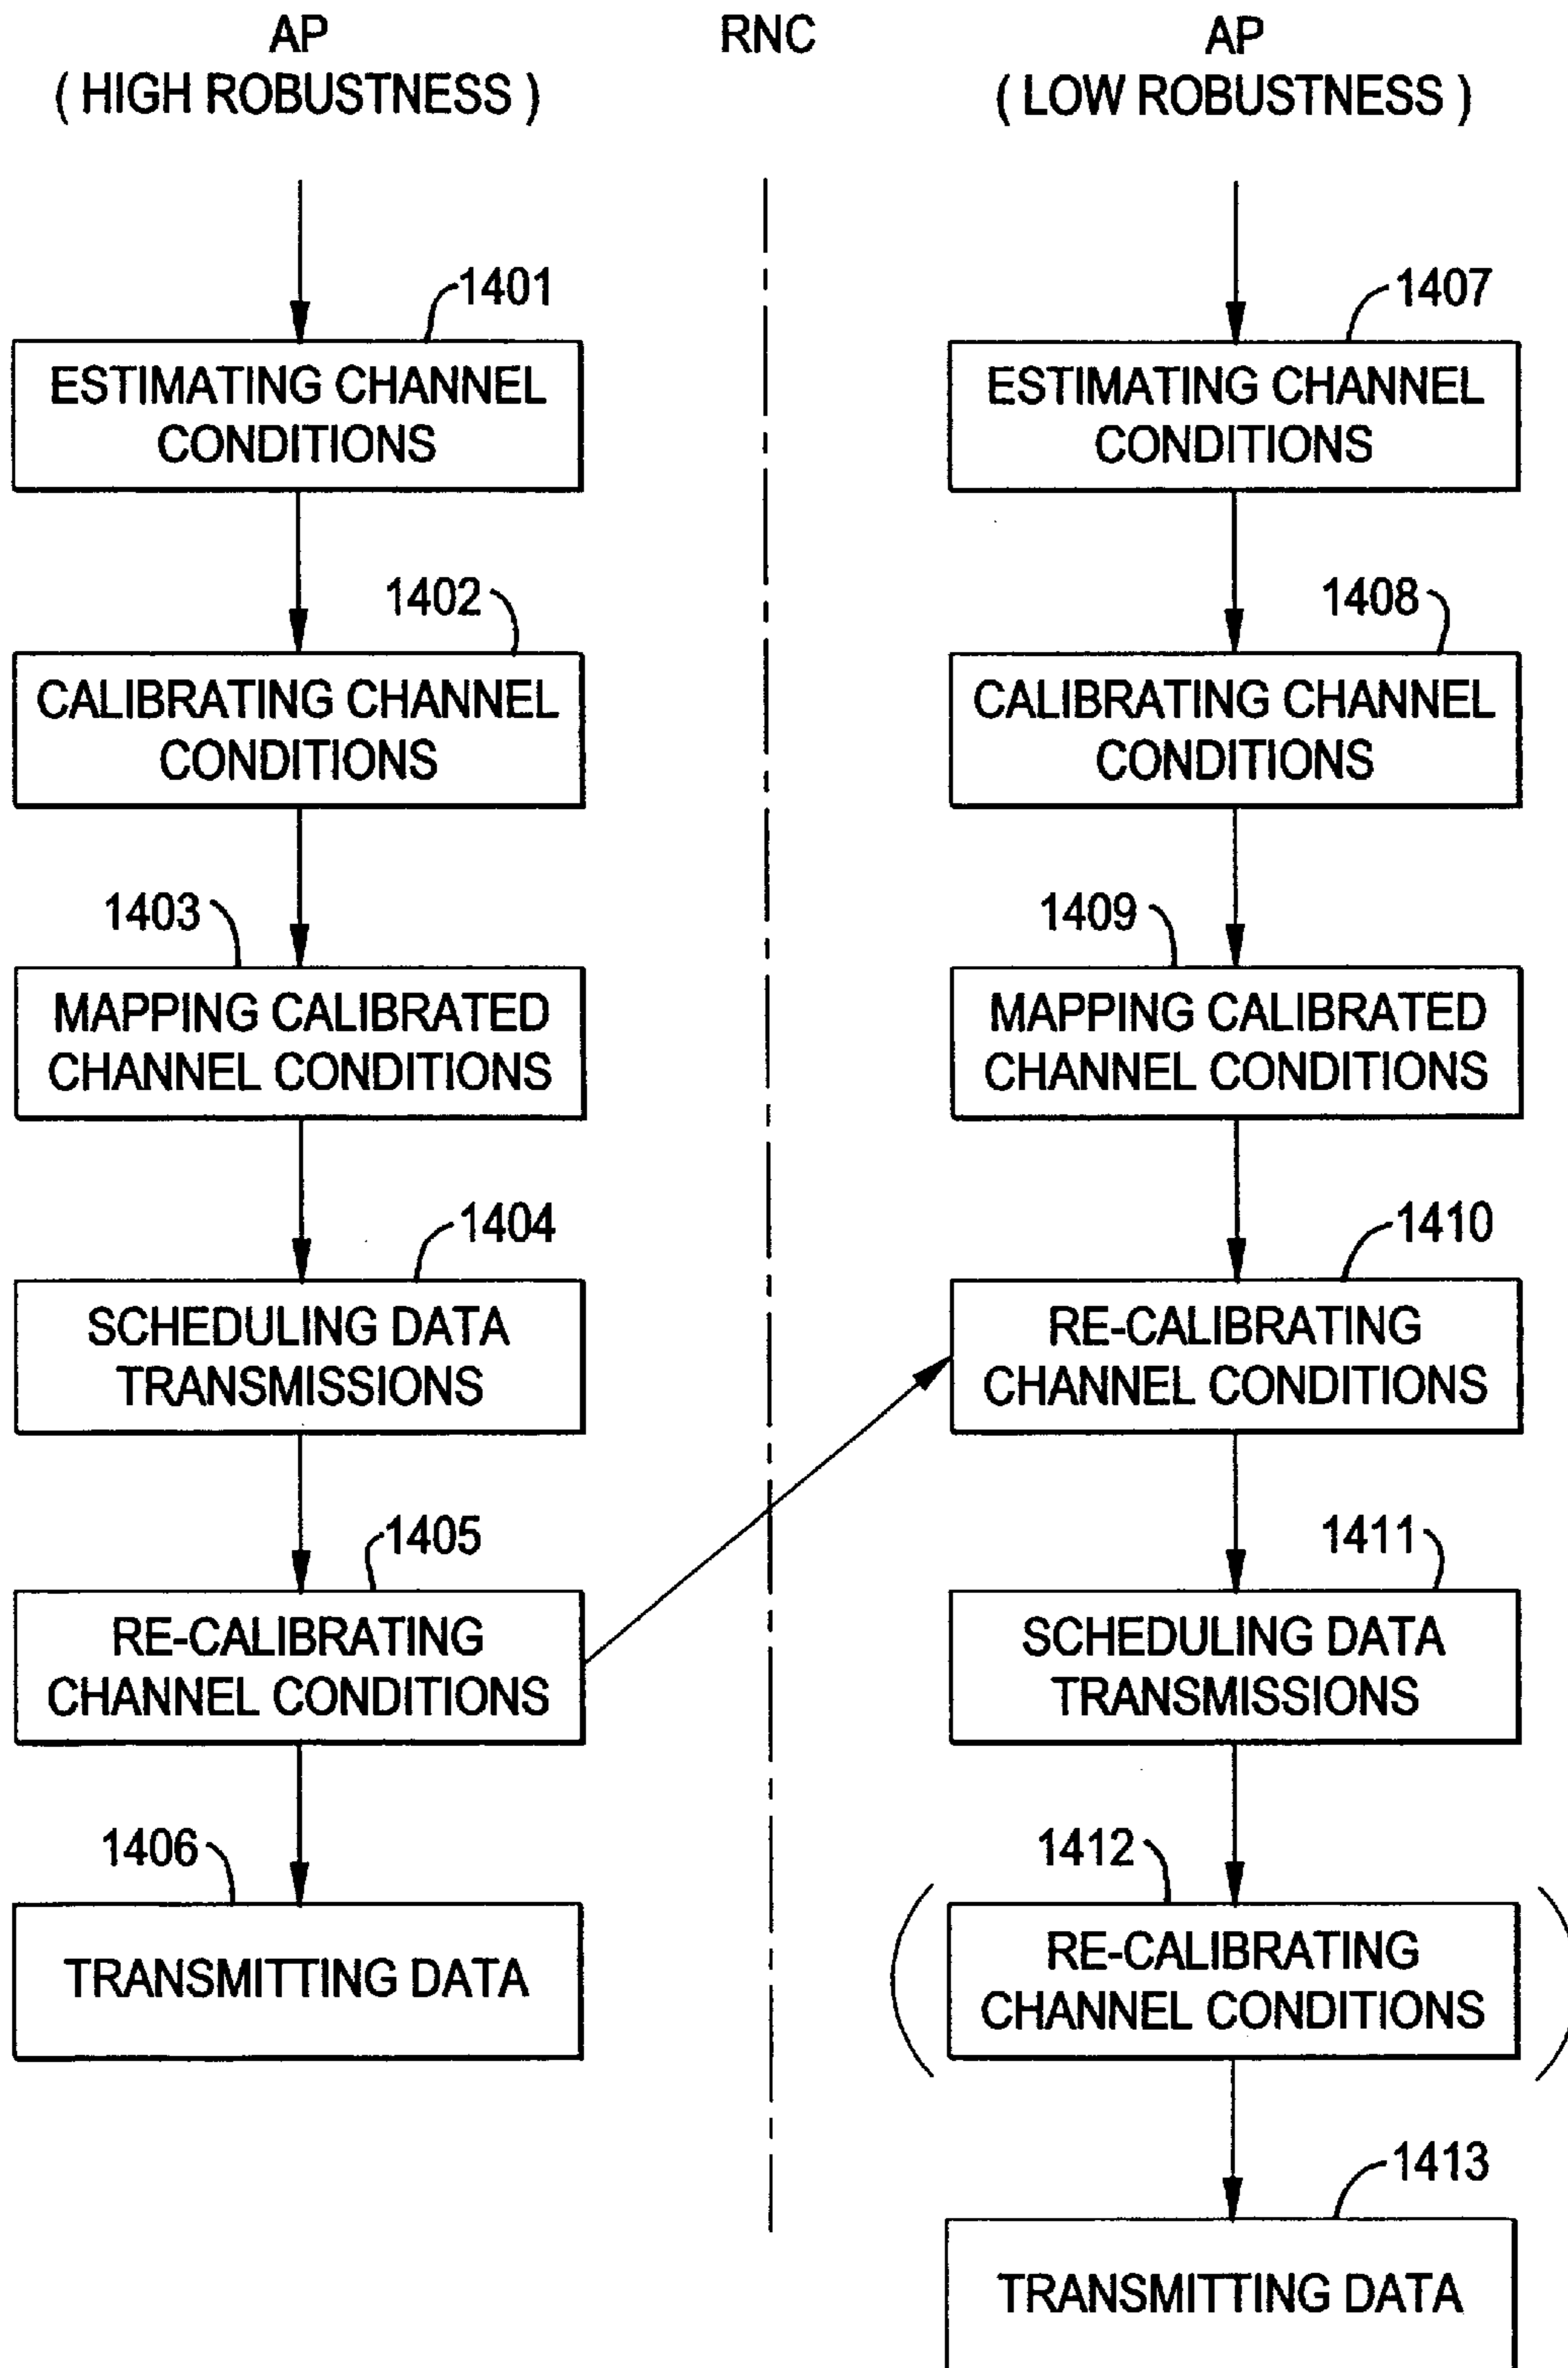 AP
( HIGH ROBUSTNESS )
RNC
AP
( LOW ROBUSTNESS )
1401
ESTIMATING CHANNEL
CONDITIONS
1402
CALIBRATING CHANNEL
CONDITIONS
1403
MAPPING CALIBRATED
CHANNEL CONDITIONS
1404
SCHEDULING DATA
TRANSMISSIONS
1405
RE-CALIBRATING
CHANNEL CONDITIONS
1406
TRANSMITTING DATA
1407
ESTIMATING CHANNEL
CONDITIONS
1408
CALIBRATING CHANNEL
CONDITIONS
1409
MAPPING CALIBRATED
CHANNEL CONDITIONS
1410
RE-CALIBRATING
CHANNEL CONDITIONS
1411
SCHEDULING DATA
TRANSMISSIONS
1412
RE-CALIBRATING
CHANNEL CONDITIONS
1413
TRANSMITTING DATA